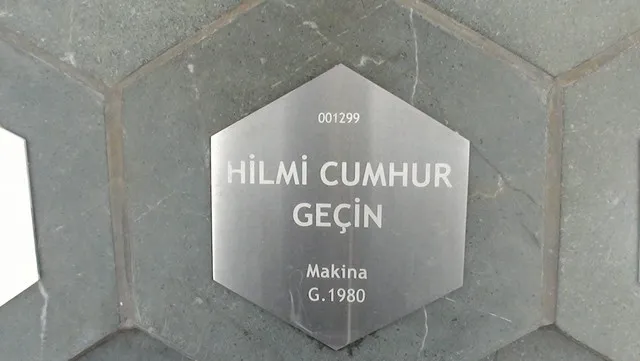 001299
HİLMİ CUMHUR
GEÇİN
Makina
G.1980